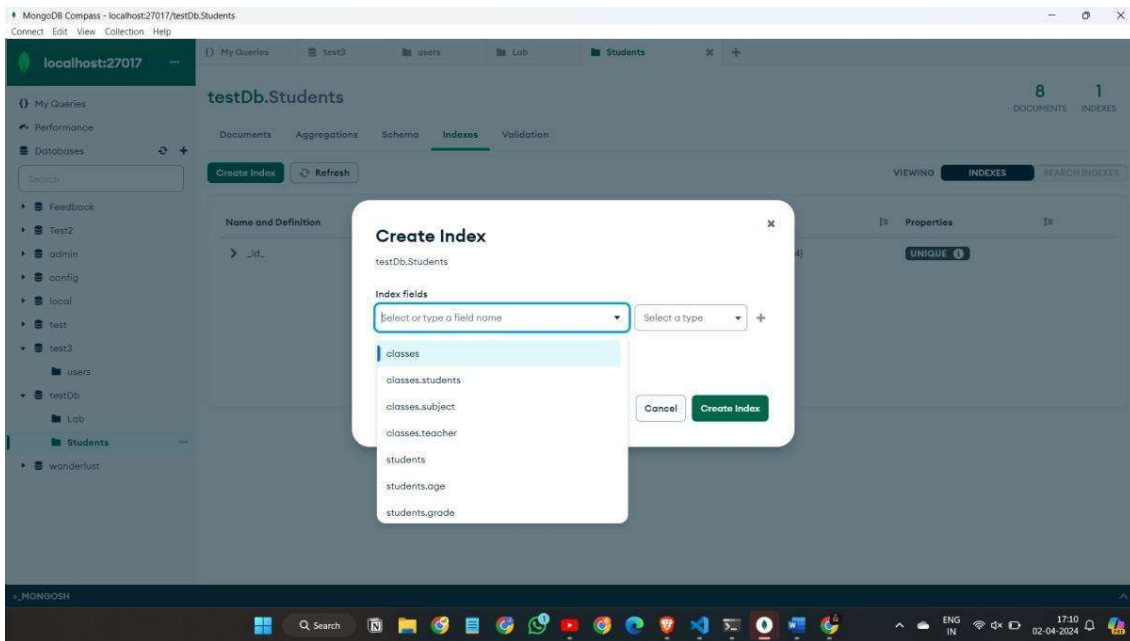 MongoDB Compass - localhost:27017/testDb.Students
Connect Edit View Collection Help
localhost:27017 ...
{} My Queries test3 users Lab Students
{} My Queries
Performance
Databases
Search
Feedback
Test2
admin
config
local
test
test3
users
testDb
Lab
Students
wanderlust
testDb.Students
8
DOCUMENTS
1
INDEXES
Documents Aggregations Schema Indexes Validation
Create Index Refresh
VIEWING INDEXES SEARCH INDEXES
Name and Definition Properties
_id_ UNIQUE
Create Index
testDb.Students
Index fields
Select or type a field name Select a type
classes
classes.students
classes.subject
classes.teacher
students
students.age
students.grade
Cancel Create Index
>_MONGOSH
Search
ENG
IN
17:10
02-04-2024